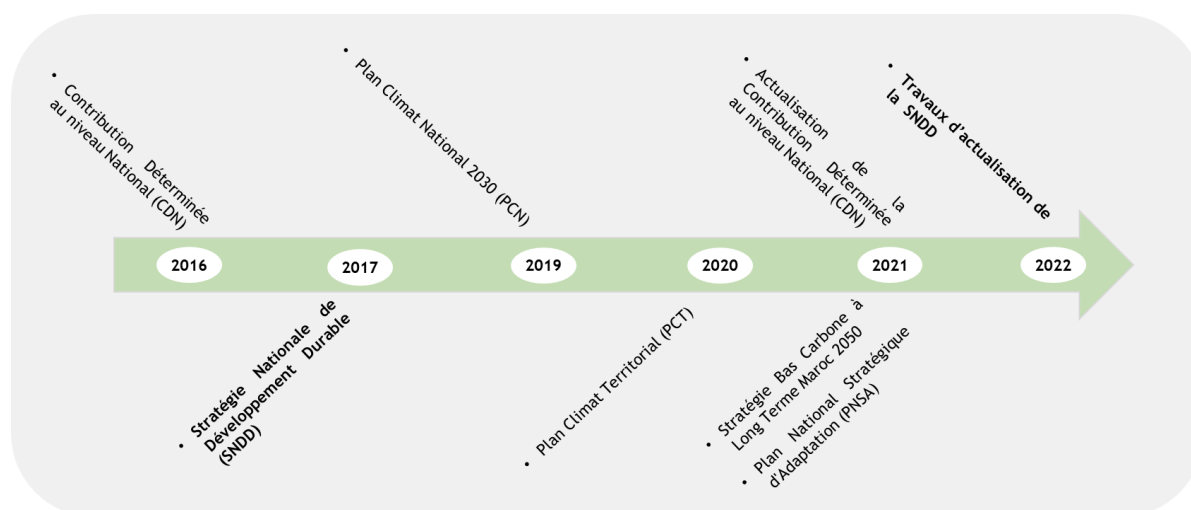 • Contribution Déterminée
au niveau National (CDN)
• Plan Climat National 2030 (PCN)
• Actualisation de la
Contribution Déterminée
au niveau National (CDN)
• Travaux d'actualisation de
la SNDD
2016
2017
2019
2020
2021
2022
• Stratégie Nationale de
Développement Durable
(SNDD)
• Plan Climat Territorial (PCT)
• Stratégie Bas Carbone à
Long Terme Maroc 2050
• Plan National Stratégique
d'Adaptation (PNSA)